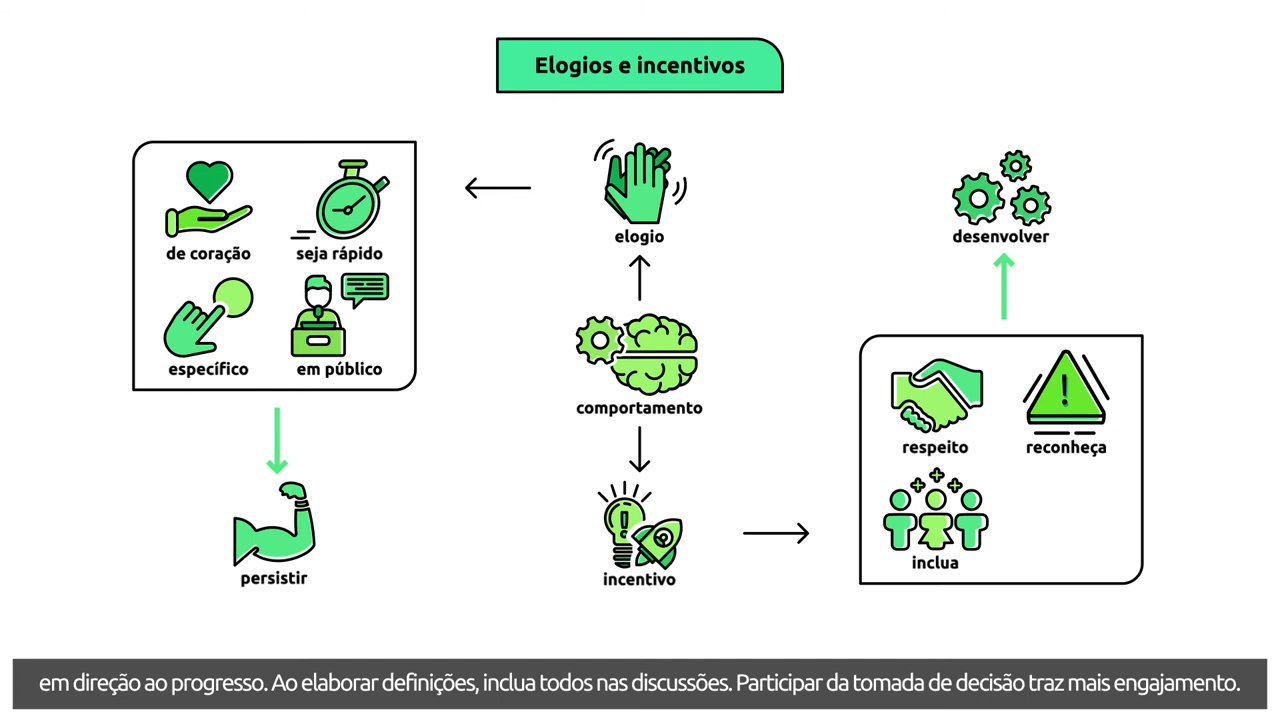 Elogios e incentivos
de coração
seja rápido
específico
em público
persistir
elogio
comportamento
incentivo
desenvolver
respeito
reconheça
inclua
em direção ao progresso. Ao elaborar definições, inclua todos nas discussões. Participar da tomada de decisão traz mais engajamento.